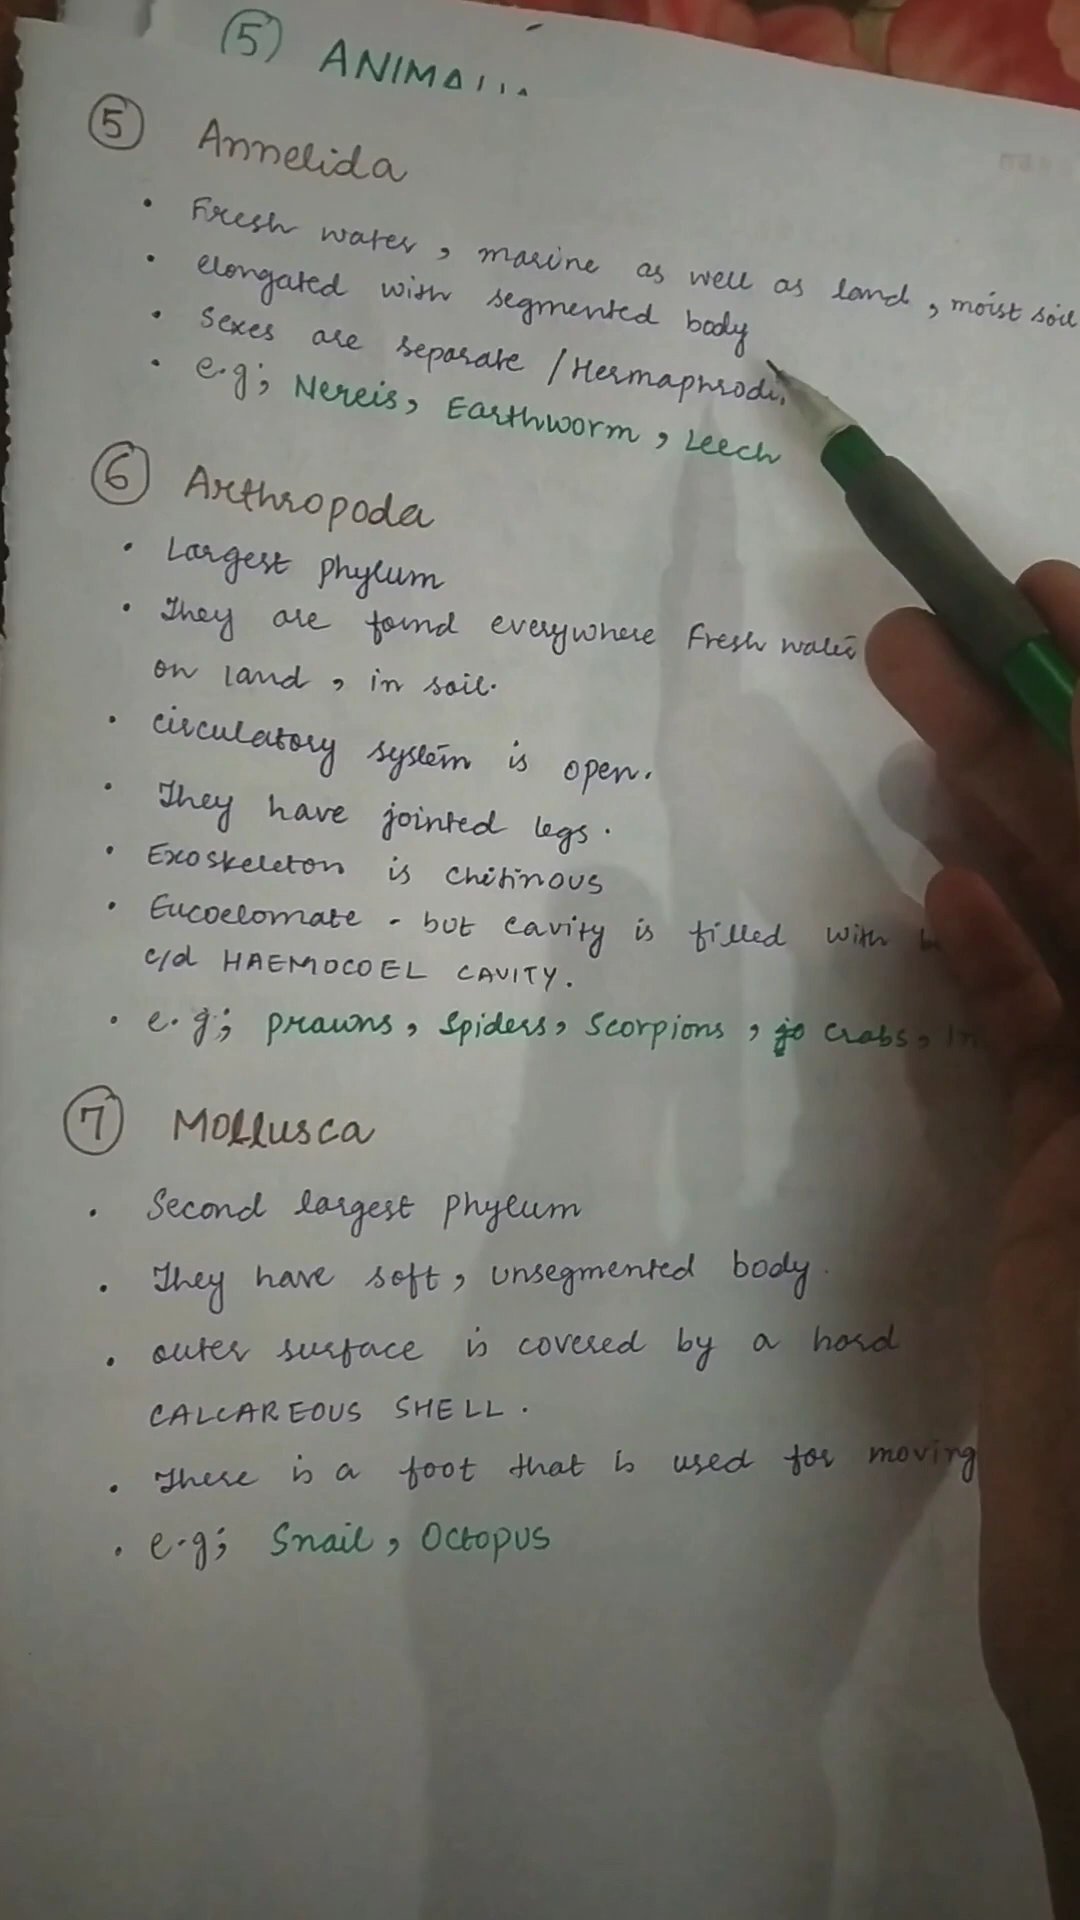 (5) ANIMA
5 Annelida
• Fresh water, marine as well as land, moist soil
• elongated with segmented body
• Sexes are separate / Hermaphrodi
• e.g; Nereis, Earthworm, Leech
6 Arthropoda
• Largest phylum
• They are found everywhere Fresh water
on land, in soil.
• circulatory system is open.
• They have jointed legs.
• Exoskeleton is chitinous
• Eucoelomate - but cavity is filled with
c/d HAEMOCOEL CAVITY.
• e.g; prawns, Spiders, Scorpions, crabs, in
7 Mollusca
• Second largest phylum
• They have soft, unsegmented body.
• outer surface is covered by a hard
CALCAREOUS SHELL.
• There is a foot that is used for moving
• e.g; Snail, Octopus